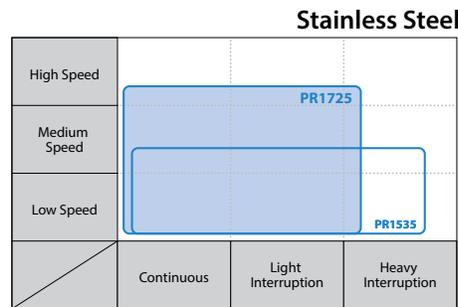 Stainless Steel
High Speed
PR1725
Medium
Speed
Low Speed
PR1535
Continuous
Light
Interruption
Heavy
Interruption